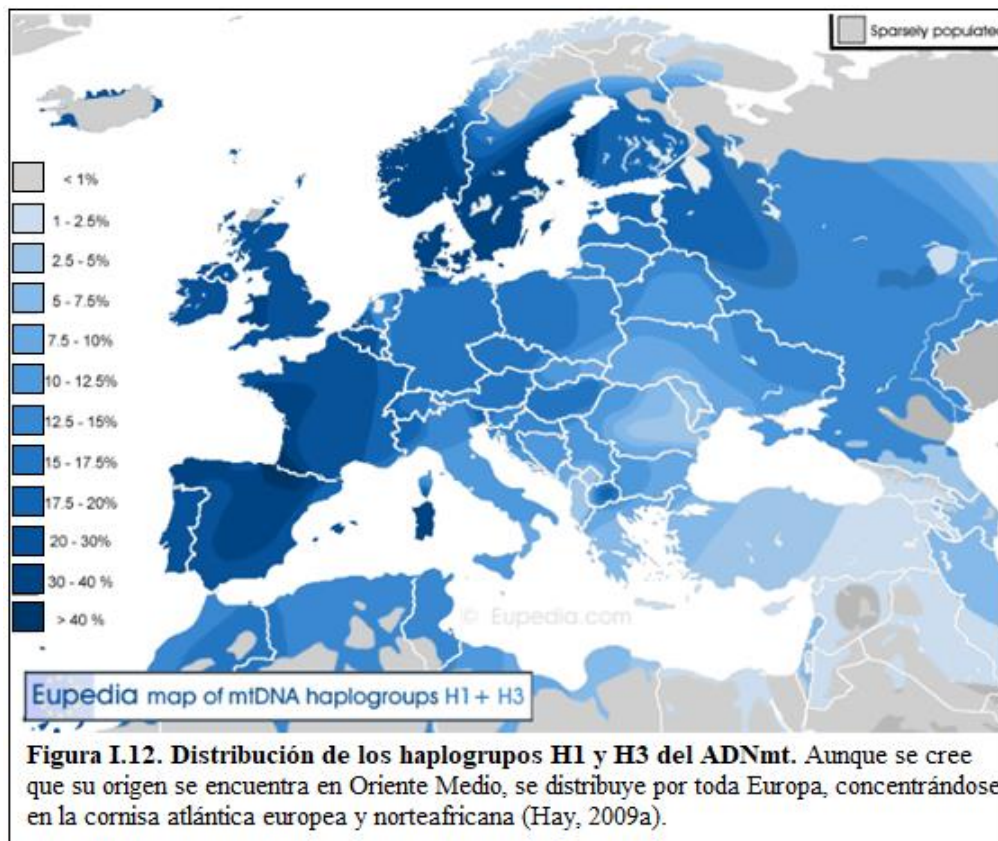 Sparsely populated
< 1%
1 - 2.5%
2.5 - 5%
5 - 7.5%
7.5 - 10%
10 - 12.5%
12.5 - 15%
15 - 17.5%
17.5 - 20%
20 - 30%
30 - 40 %
> 40 %
© Eupedia.com
Eupedia map of mtDNA haplogroups H1 + H3
Figura I.12. Distribución de los haplogrupos H1 y H3 del ADNmt. Aunque se cree
que su origen se encuentra en Oriente Medio, se distribuye por toda Europa, concentrándose
en la cornisa atlántica europea y norteafricana (Hay, 2009a).